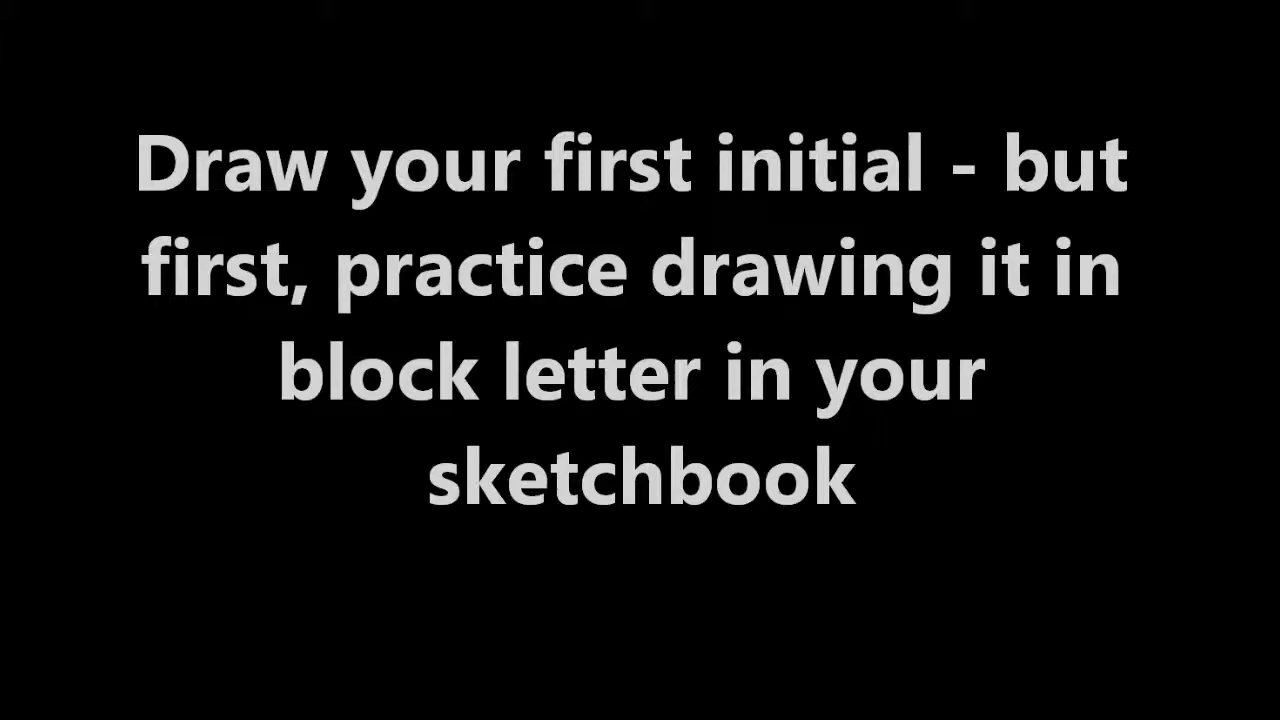 Draw your first initial - but
first, practice drawing it in
block letter in your
sketchbook